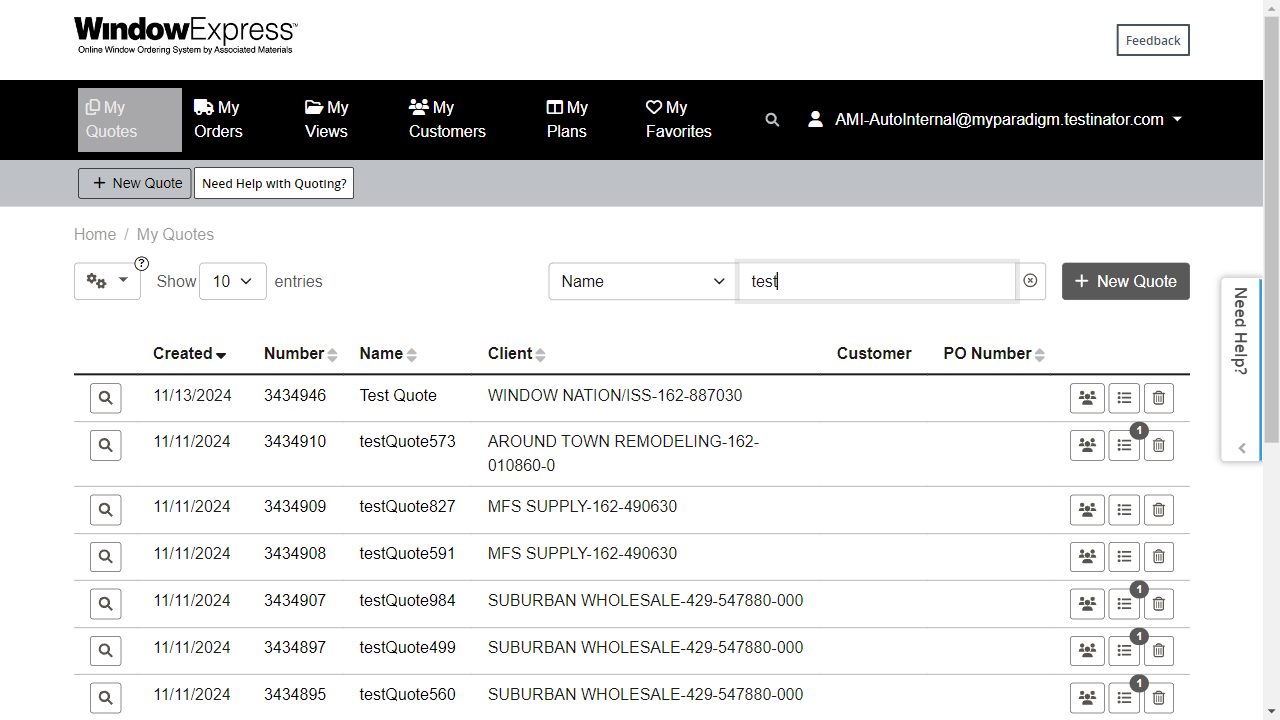 WindowExpress™
Online Window Ordering System by Associated Materials
Feedback
My Quotes
My Orders
My Views
My Customers
My Plans
My Favorites
AMI-AutoInternal@myparadigm.testinator.com
+ New Quote
Need Help with Quoting?
Home / My Quotes
?
Show 10 entries
Name
test
+ New Quote
Need Help?
Created Number Name Client Customer PO Number
11/13/2024 3434946 Test Quote WINDOW NATION/ISS-162-887030
11/11/2024 3434910 testQuote573 AROUND TOWN REMODELING-162-
010860-0
1
11/11/2024 3434909 testQuote827 MFS SUPPLY-162-490630
11/11/2024 3434908 testQuote591 MFS SUPPLY-162-490630
11/11/2024 3434907 testQuote984 SUBURBAN WHOLESALE-429-547880-000 1
11/11/2024 3434897 testQuote499 SUBURBAN WHOLESALE-429-547880-000 1
11/11/2024 3434895 testQuote560 SUBURBAN WHOLESALE-429-547880-000 1